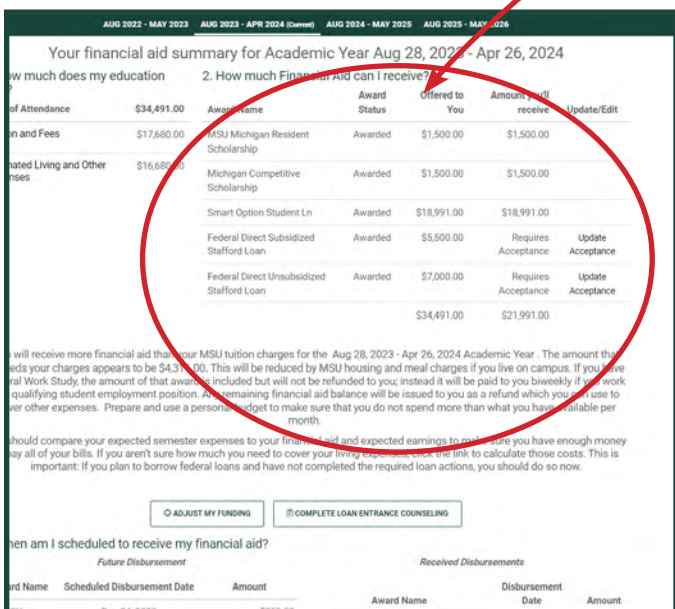 AUG 2022 - MAY 2023 AUG 2023 - APR 2024 (Current) AUG 2024 - MAY 2025 AUG 2025 - MAY 2026
Your financial aid summary for Academic Year Aug 28, 2023 - Apr 26, 2024
ow much does my education
?
of Attendance $34,491.00
on and Fees $17,680.00
nated Living and Other $16,680.00
nses
2. How much Financial Aid can I receive?
Award Offered to Amount you'll
Award Name Status You receive Update/Edit
MSU Michigan Resident Awarded $1,500.00 $1,500.00
Scholarship
Michigan Competitive Awarded $1,500.00 $1,500.00
Scholarship
Smart Option Student Ln Awarded $18,991.00 $18,991.00
Federal Direct Subsidized Awarded $5,500.00 Requires Update
Stafford Loan Acceptance Acceptance
Federal Direct Unsubsidized Awarded $7,000.00 Requires Update
Stafford Loan Acceptance Acceptance
$34,491.00 $21,991.00
will receive more financial aid than your MSU tuition charges for the Aug 28, 2023 - Apr 26, 2024 Academic Year . The amount that
eds your charges appears to be .00. This will be reduced by MSU housing and meal charges if you live on campus. If you have
ral Work Study, the amount of that award is included but will not be refunded to you; instead it will be paid to you biweekly if you work
qualifying student employment position. Any remaining financial aid balance will be issued to you as a refund which you can use to
ver other expenses. Prepare and use a personal budget to make sure that you do not spend more than what you have available per
month.
should compare your expected semester expenses to your financial aid and expected earnings to make sure you have enough money
pay all of your bills. If you aren't sure how much you need to cover your living expenses, click the link to calculate those costs. This is
important: If you plan to borrow federal loans and have not completed the required loan actions, you should do so now.
ADJUST MY FUNDING COMPLETE LOAN ENTRANCE COUNSELING
hen am I scheduled to receive my financial aid?
Future Disbursement Received Disbursements
ard Name Scheduled Disbursement Date Amount
Disbursement
Award Name Date Amount